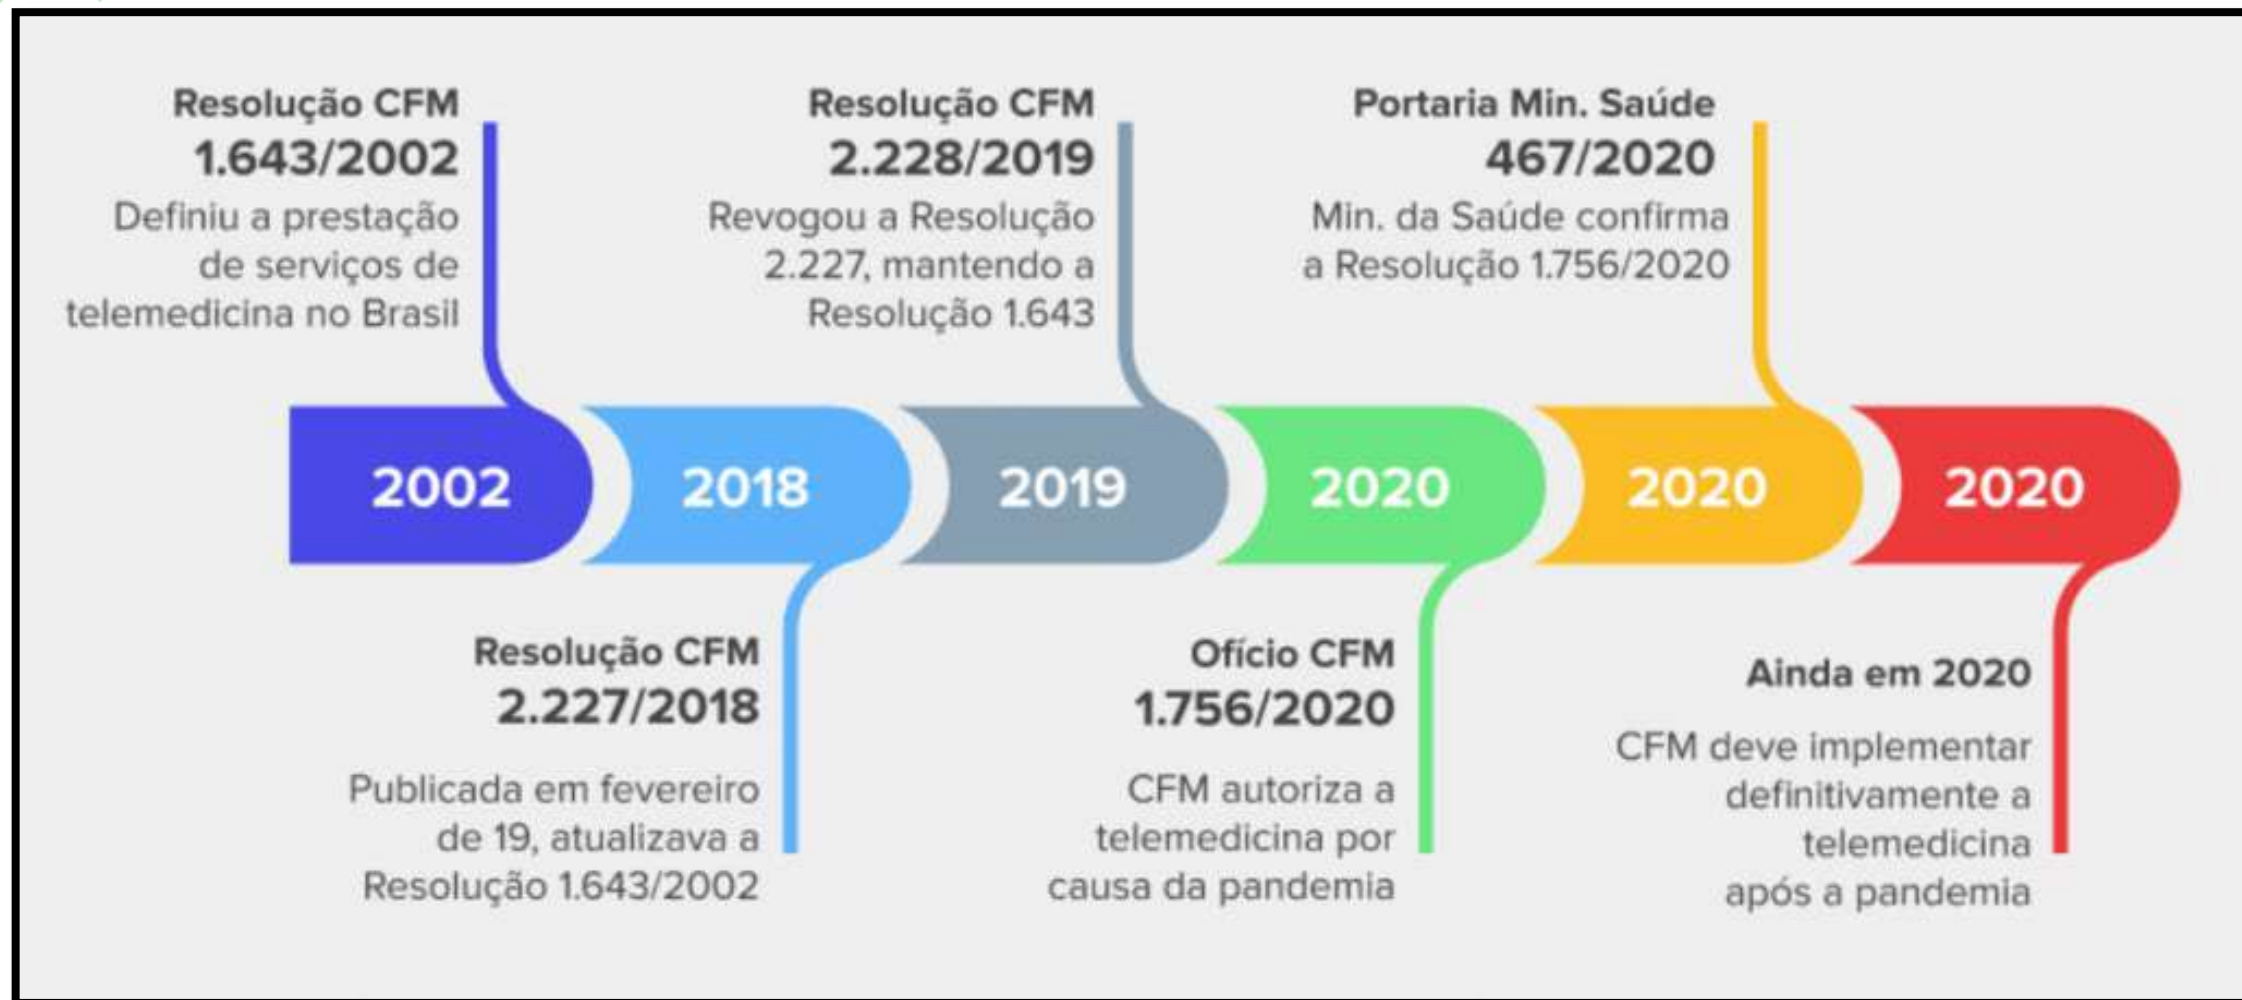 Resolução CFM
1.643/2002
Definiu a prestação
de serviços de
telemedicina no Brasil
Resolução CFM
2.228/2019
Revogou a Resolução
2.227, mantendo a
Resolução 1.643
Portaria Min. Saúde
467/2020
Min. da Saúde confirma
a Resolução 1.756/2020
2002
2018
2019
2020
2020
2020
Resolução CFM
2.227/2018
Publicada em fevereiro
de 19, atualizava a
Resolução 1.643/2002
Ofício CFM
1.756/2020
CFM autoriza a
telemedicina por
causa da pandemia
Ainda em 2020
CFM deve implementar
definitivamente a
telemedicina
após a pandemia